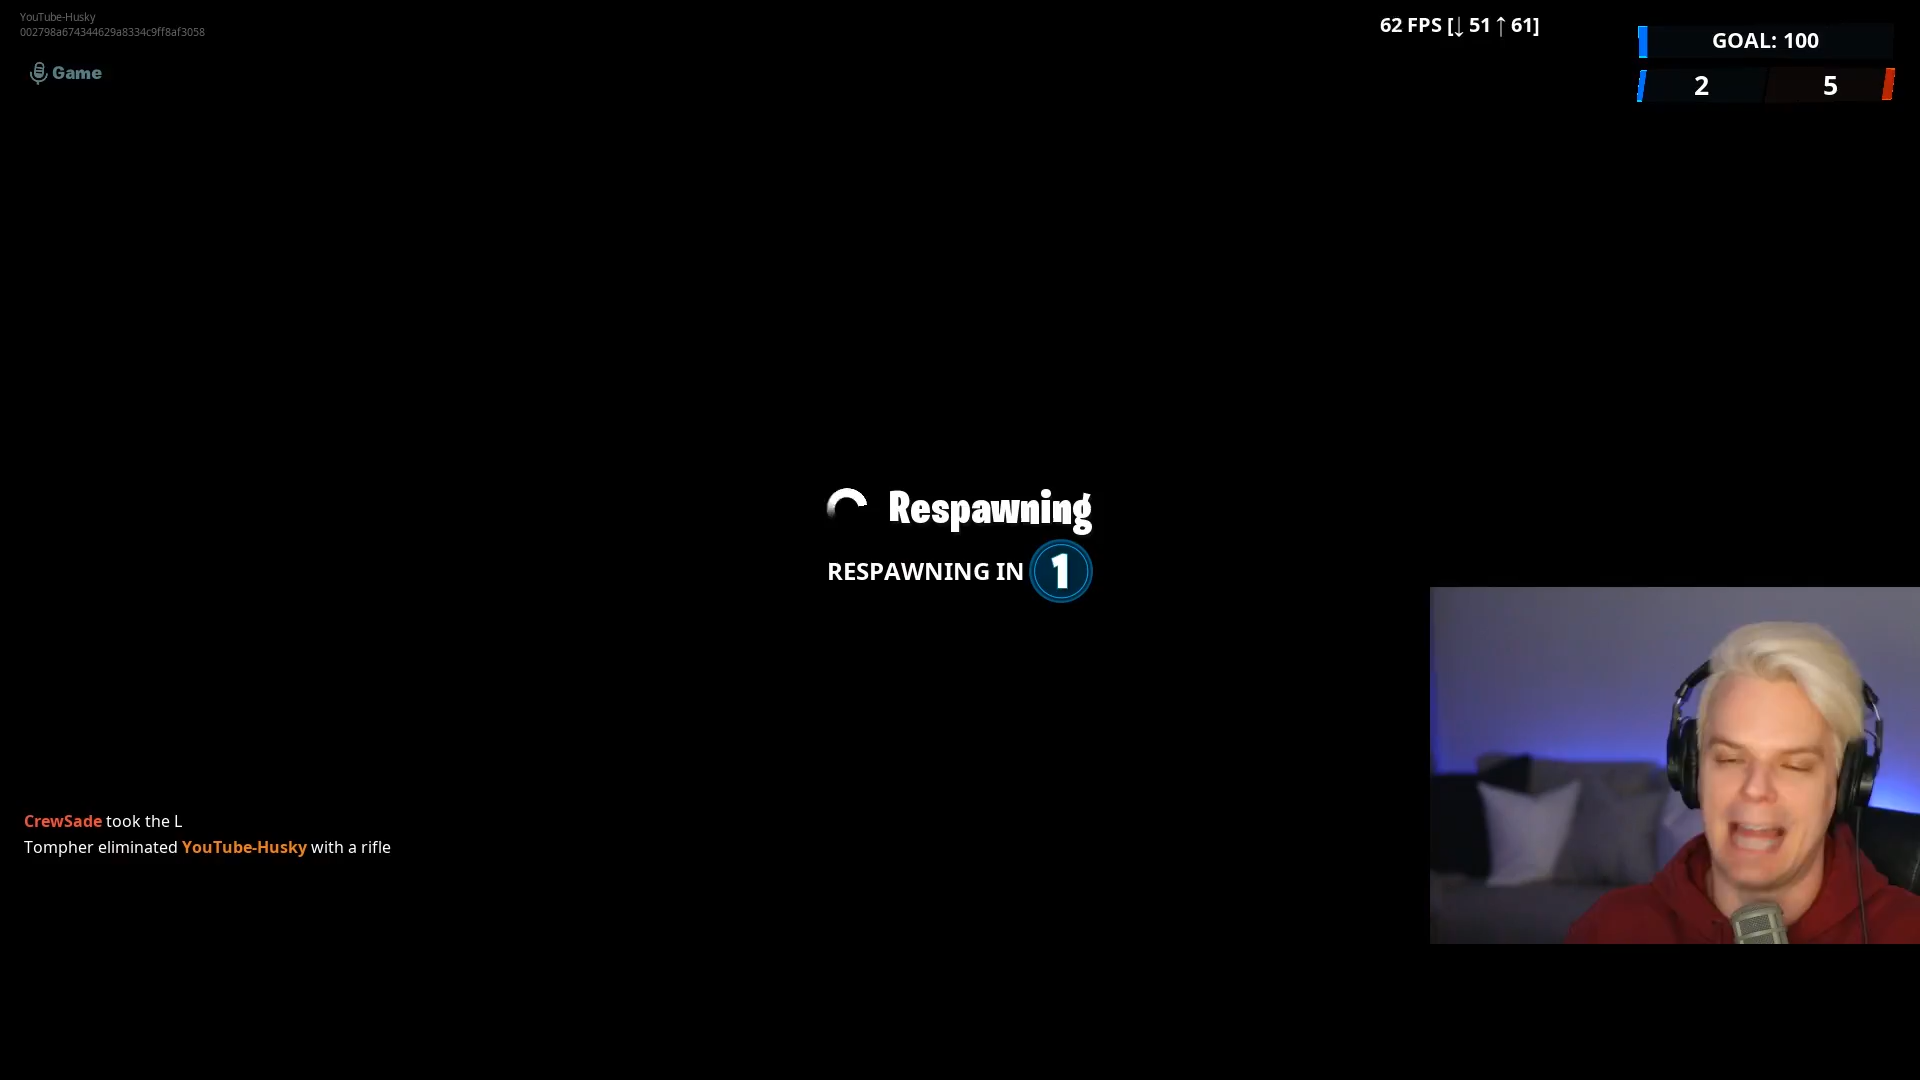 YouTube-Husky
002798a674344629a8334c9ff8af3058
Game
62 FPS [↓ 51 ↑ 61]
GOAL: 100
2 5
Respawning
RESPAWNING IN 1
CrewSade took the L
Tompher eliminated YouTube-Husky with a rifle